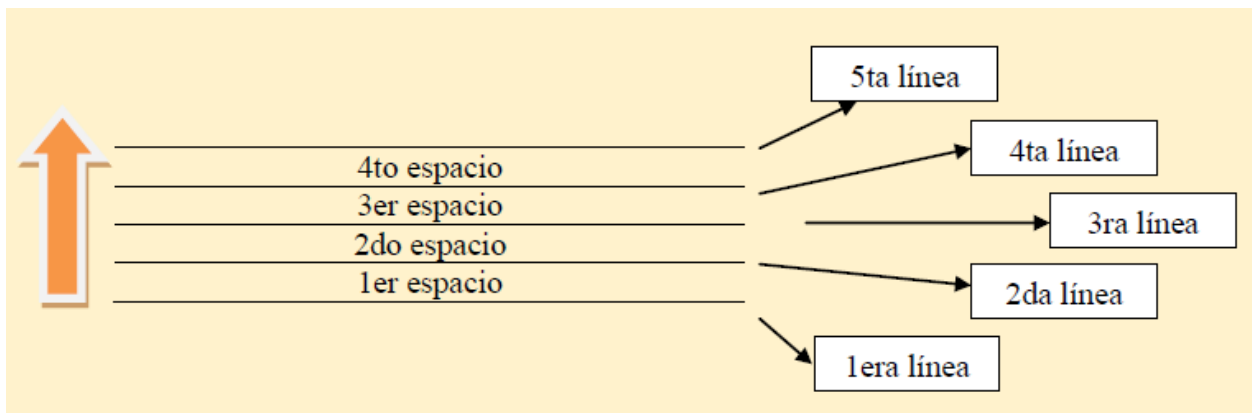 5ta línea
4ta línea
4to espacio
3er espacio
3ra línea
2do espacio
1er espacio
2da línea
1era línea